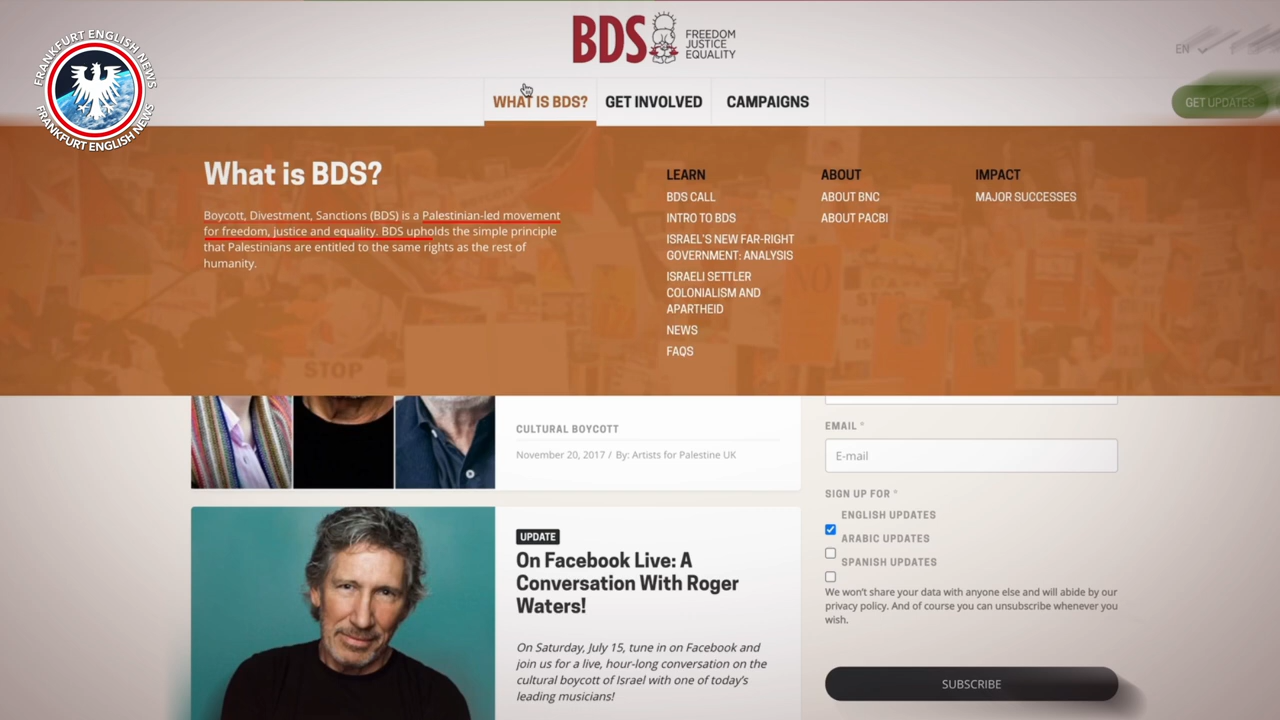 FRANKFURT ENGLISH NEWS
FRANKFURT ENGLISH NEWS
BDS
FREEDOM
JUSTICE
EQUALITY
EN
WHAT IS BDS?
GET INVOLVED
CAMPAIGNS
GET UPDATES
What is BDS?
Boycott, Divestment, Sanctions (BDS) is a Palestinian-led movement
for freedom, justice and equality. BDS upholds the simple principle
that Palestinians are entitled to the same rights as the rest of
humanity.
LEARN
BDS CALL
INTRO TO BDS
ISRAEL'S NEW FAR-RIGHT
GOVERNMENT: ANALYSIS
ISRAELI SETTLER
COLONIALISM AND
APARTHEID
NEWS
FAQS
ABOUT
ABOUT BNC
ABOUT PACBI
IMPACT
MAJOR SUCCESSES
STOP
CULTURAL BOYCOTT
November 20, 2017 / By: Artists for Palestine UK
UPDATE
On Facebook Live: A
Conversation With Roger
Waters!
On Saturday, July 15, tune in on Facebook and
join us for a live, hour-long conversation on the
cultural boycott of Israel with one of today's
leading musicians!
EMAIL *
E-mail
SIGN UP FOR *
ENGLISH UPDATES
ARABIC UPDATES
SPANISH UPDATES
We won't share your data with anyone else and will abide by our
privacy policy. And of course you can unsubscribe whenever you
wish.
SUBSCRIBE